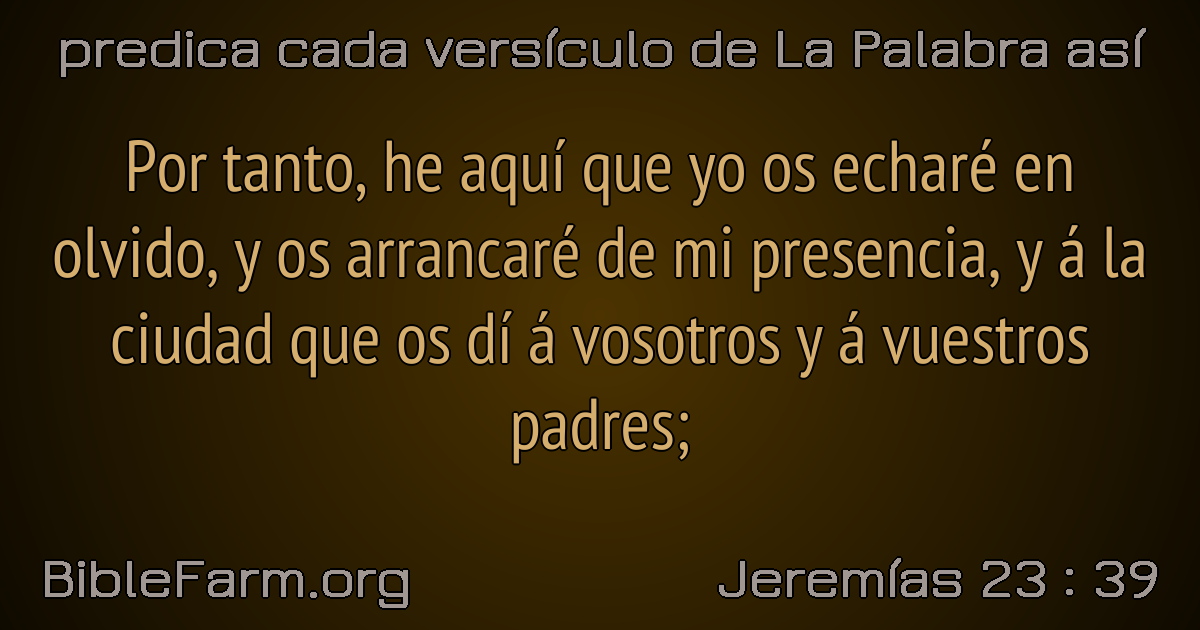 predica cada versículo de La Palabra así
Por tanto, he aquí que yo os echaré en
olvido, y os arrancaré de mi presencia, y á la
ciudad que os dí á vosotros y á vuestros
padres;
BibleFarm.org
Jeremías 23 : 39